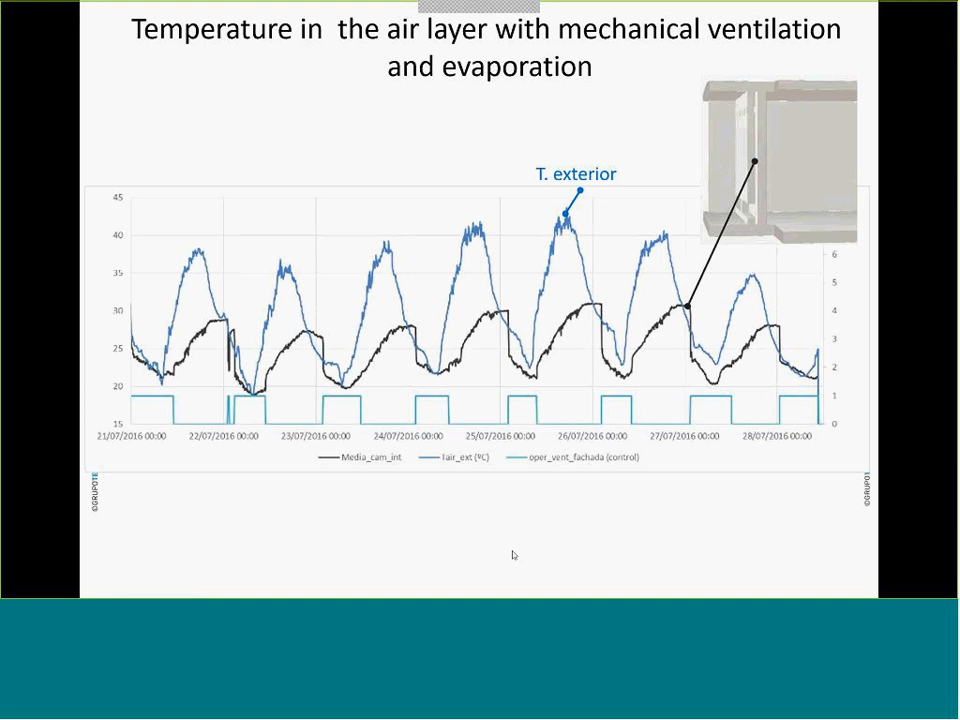 Temperature in the air layer with mechanical ventilation
and evaporation
T. exterior
45
40
35
30
25
20
15
6
5
4
3
2
1
0
21/07/2016 00:00 22/07/2016 00:00 23/07/2016 00:00 24/07/2016 00:00 25/07/2016 00:00 26/07/2016 00:00 27/07/2016 00:00 28/07/2016 00:00
Media_cam_int Tair_ext (ºC) oper_vent_fachada (control)
©GRUPOTE
©GRUPO